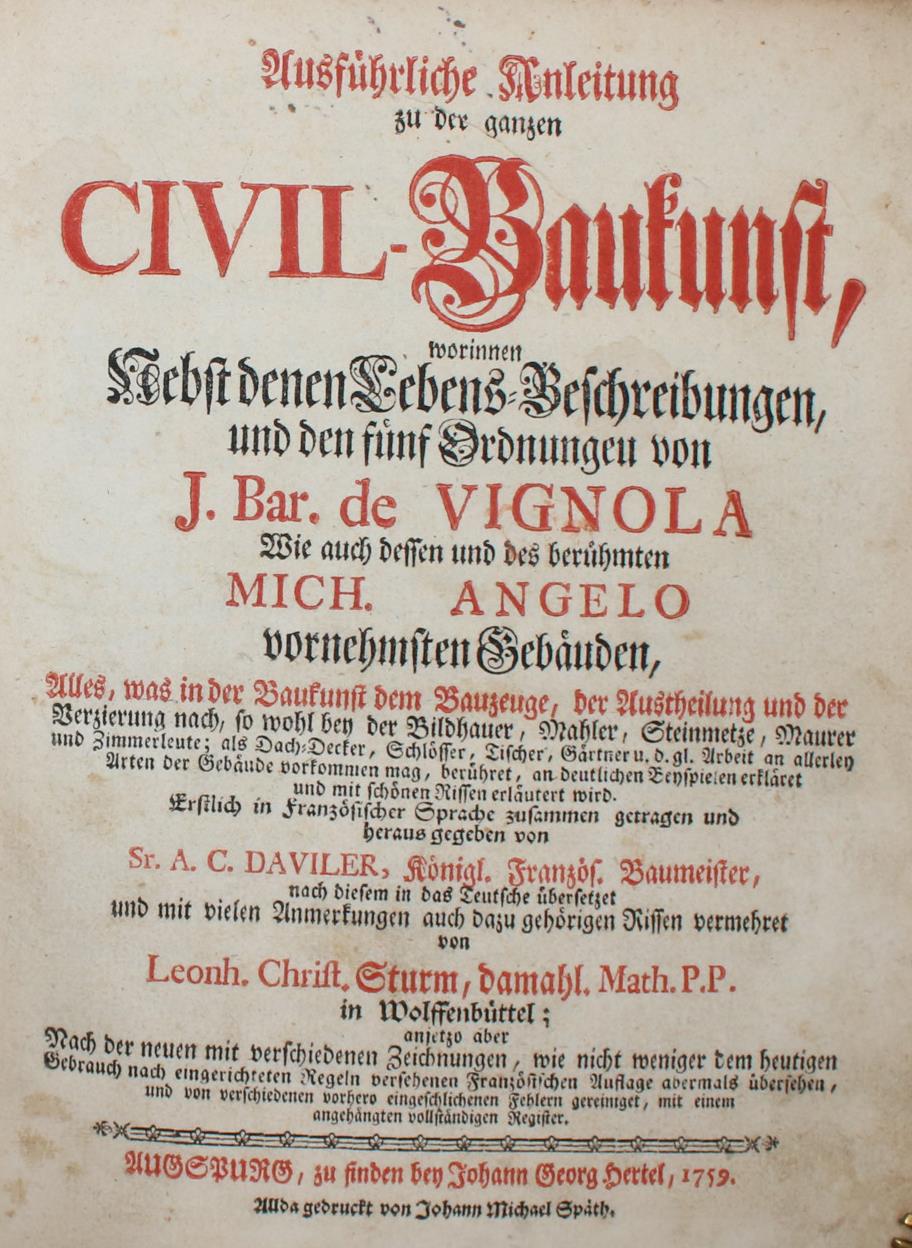 Ausführliche Anleitung
zu der ganzen
CIVIL-Baukunst,
worinnen
Nebst denen Lebens-Beschreibungen,
und den fünf Ordnungen von
J. Bar. de VIGNOLA
Wie auch dessen und des berühmten
MICH. ANGELO
vornehmsten Gebäuden,
Alles, was in der Baukunst dem Bauzeuge, der Austheilung und der
Verzierung nach, so wohl bey der Bildhauer, Mahler, Steinmetze, Maurer
und Zimmerleute; als Dach-Decker, Schlösser, Tischer, Gärtner u. d. gl. Arbeit an allerley
Arten der Gebäude vorkommen mag, berühret, an deutlichen Beyspielen erkläret
und mit schönen Rissen erläutert wird.
Erstlich in Französischer Sprache zusammen getragen und
heraus gegeben von
Sr. A. C. DAVILER, Königl. Französ. Baumeister,
nach diesem in das Teutsche übersetzet
und mit vielen Anmerkungen auch dazu gehörigen Rissen vermehret
von
Leonh. Christ. Sturm, damahl. Math. P. P.
in Wolffenbüttel;
anjetzo aber
Nach der neuen mit verschiedenen Zeichnungen, wie nicht weniger dem heutigen
Gebrauch nach eingerichteten Regeln versehenen Französischen Auflage abermals übersehen,
und von verschiedenen vorhero eingeschlichenen Fehlern gereiniget, mit einem
angehängten vollständigen Register.
AUGSPURG, zu finden bey Johann Georg Hertel, 1759.
Allda gedruckt von Johann Michael Späth.